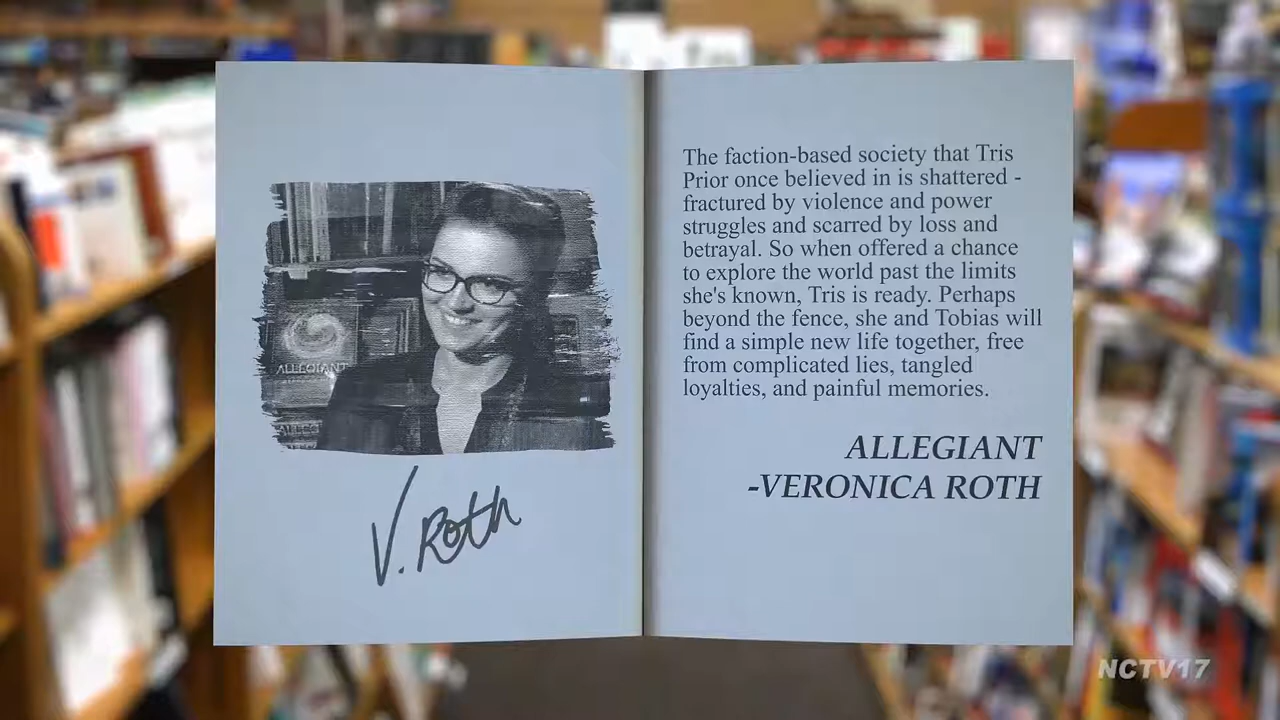 ALLEGIANT
V. Roth
The faction-based society that Tris
Prior once believed in is shattered -
fractured by violence and power
struggles and scarred by loss and
betrayal. So when offered a chance
to explore the world past the limits
she's known, Tris is ready. Perhaps
beyond the fence, she and Tobias will
find a simple new life together, free
from complicated lies, tangled
loyalties, and painful memories.
ALLEGIANT
-VERONICA ROTH
NCTV17